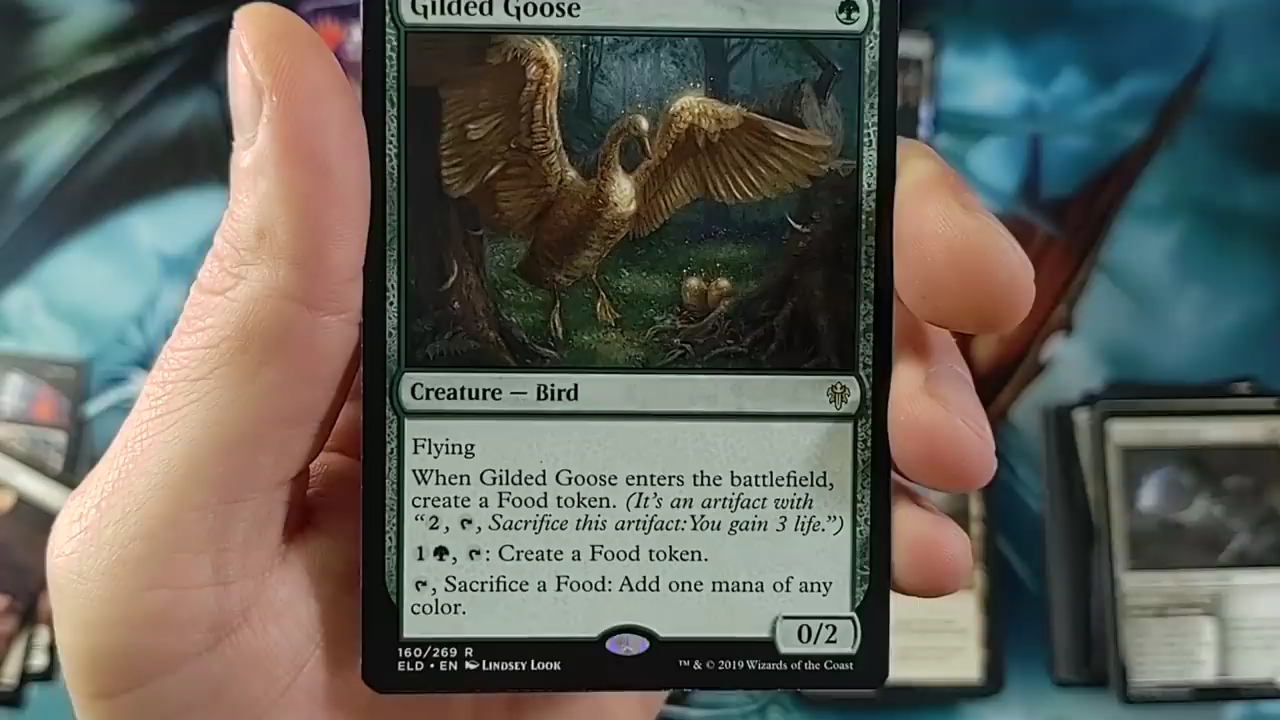 Gilded Goose
Creature — Bird
Flying
When Gilded Goose enters the battlefield,
create a Food token. (It's an artifact with
"2, , Sacrifice this artifact:You gain 3 life.")
1 , : Create a Food token.
, Sacrifice a Food: Add one mana of any
color.
0/2
160/269 R
ELD • EN Lindsey Look
™ & © 2019 Wizards of the Coast